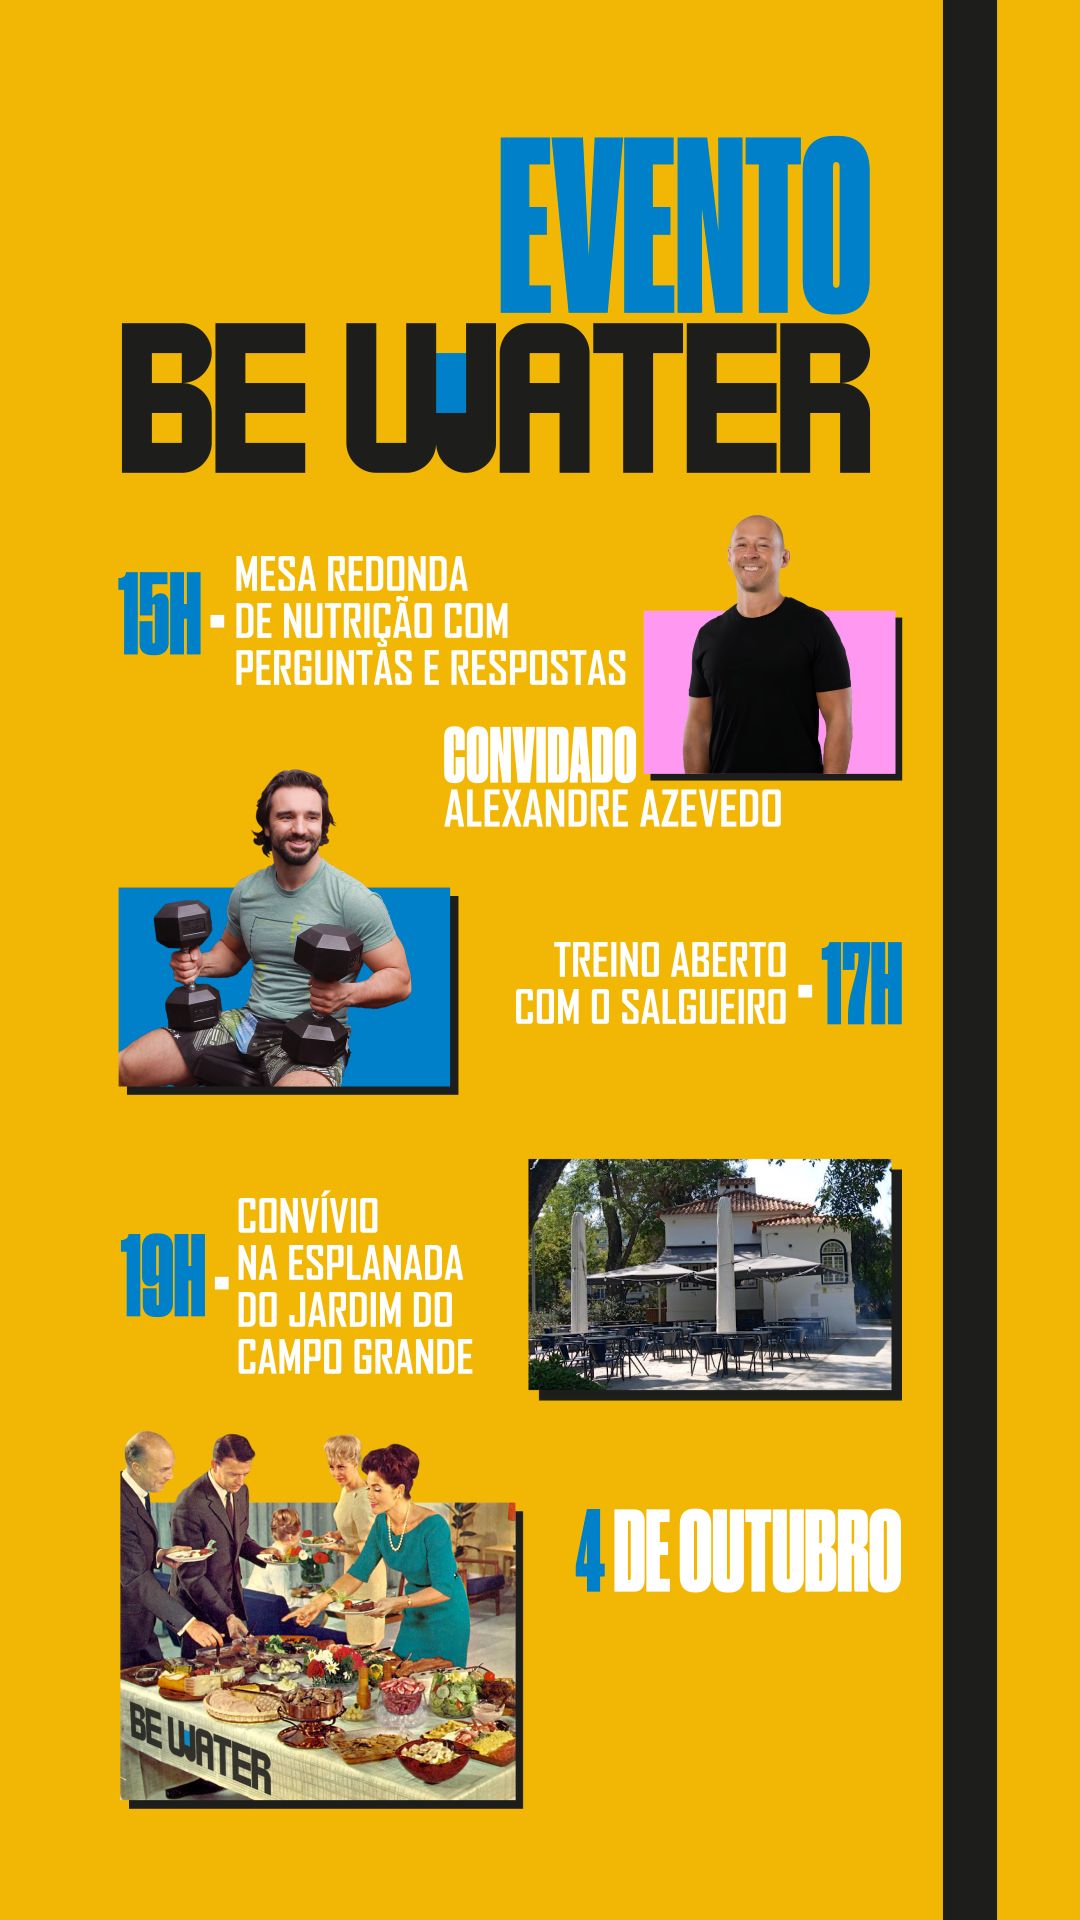 EVENTO
BE WATER
15H
MESA REDONDA
DE NUTRIÇÃO COM
PERGUNTAS E RESPOSTAS
CONVIDADO
ALEXANDRE AZEVEDO
TREINO ABERTO
COM O SALGUEIRO
17H
19H
CONVÍVIO
NA ESPLANADA
DO JARDIM DO
CAMPO GRANDE
4 DE OUTUBRO
BE WATER